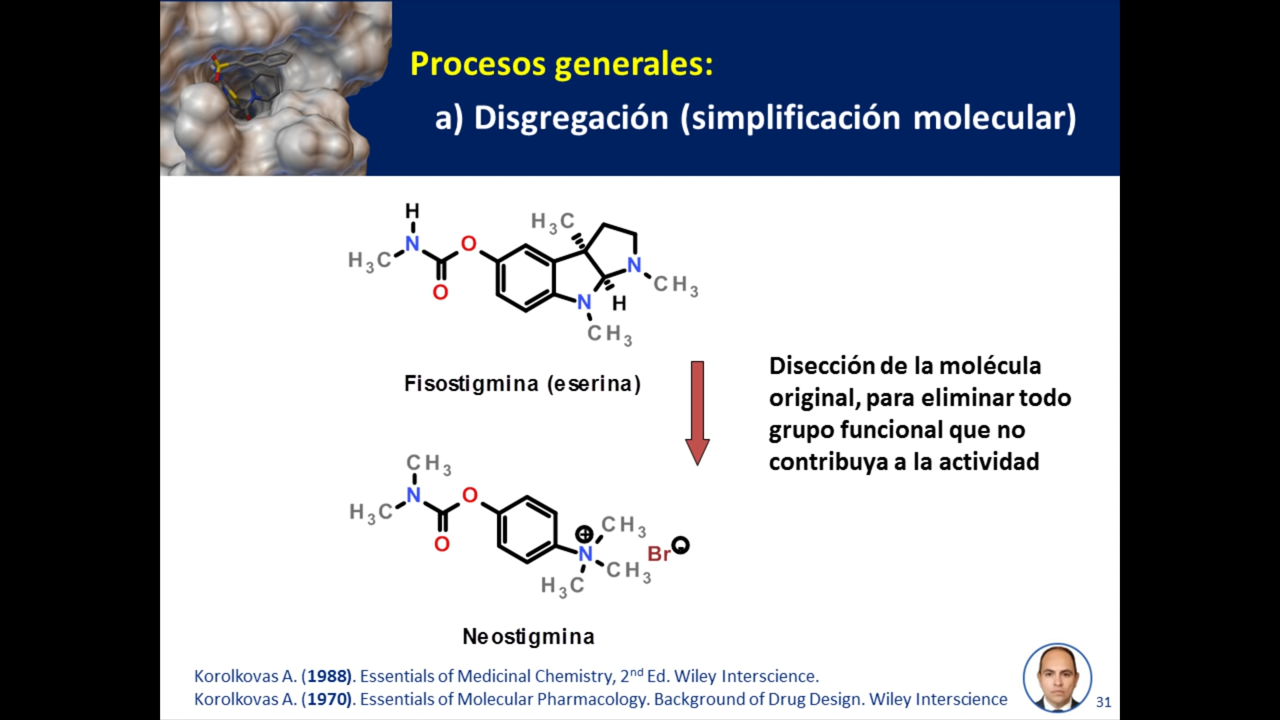 Procesos generales:
a) Disgregación (simplificación molecular)
H
N
H3C
O
O
H3C
N
CH3
N
H
CH3
Fisostigmina (eserina)
Disección de la molécula
original, para eliminar todo
grupo funcional que no
contribuya a la actividad
CH3
N
H3C
O
O
CH3
N
CH3
H3C
Br
Neostigmina
Korolkovas A. (1988). Essentials of Medicinal Chemistry, 2nd Ed. Wiley Interscience.
Korolkovas A. (1970). Essentials of Molecular Pharmacology. Background of Drug Design. Wiley Interscience
31